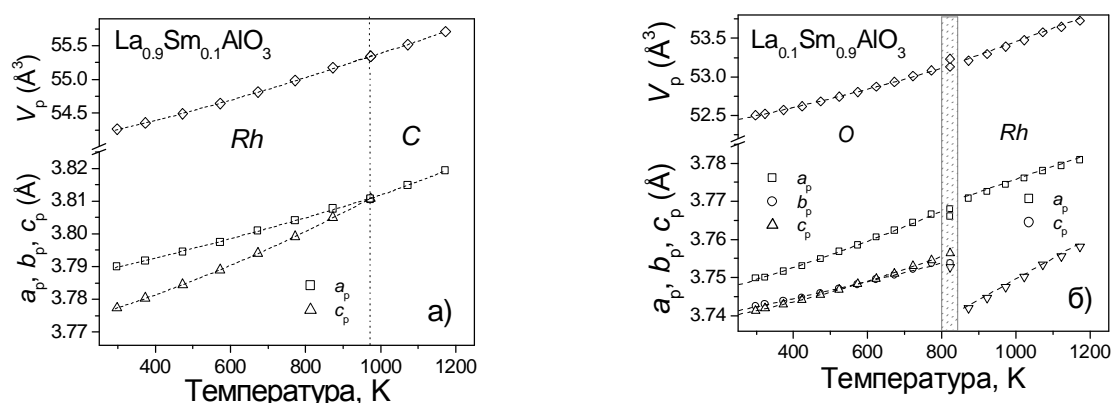 La0.9Sm0.1AlO3
Vp (Å3)
55.5
55.0
54.5
Rh
C
ap, bp, cp (Å)
3.82
3.81
3.80
3.79
3.78
3.77
ap
cp
а)
400 600 800 1000 1200
Температура, K
La0.1Sm0.9AlO3
Vp (Å3)
53.5
53.0
52.5
O
Rh
ap, bp, cp (Å)
3.78
3.77
3.76
3.75
3.74
ap
bp
cp
ap
cp
б)
400 600 800 1000 1200
Температура, K